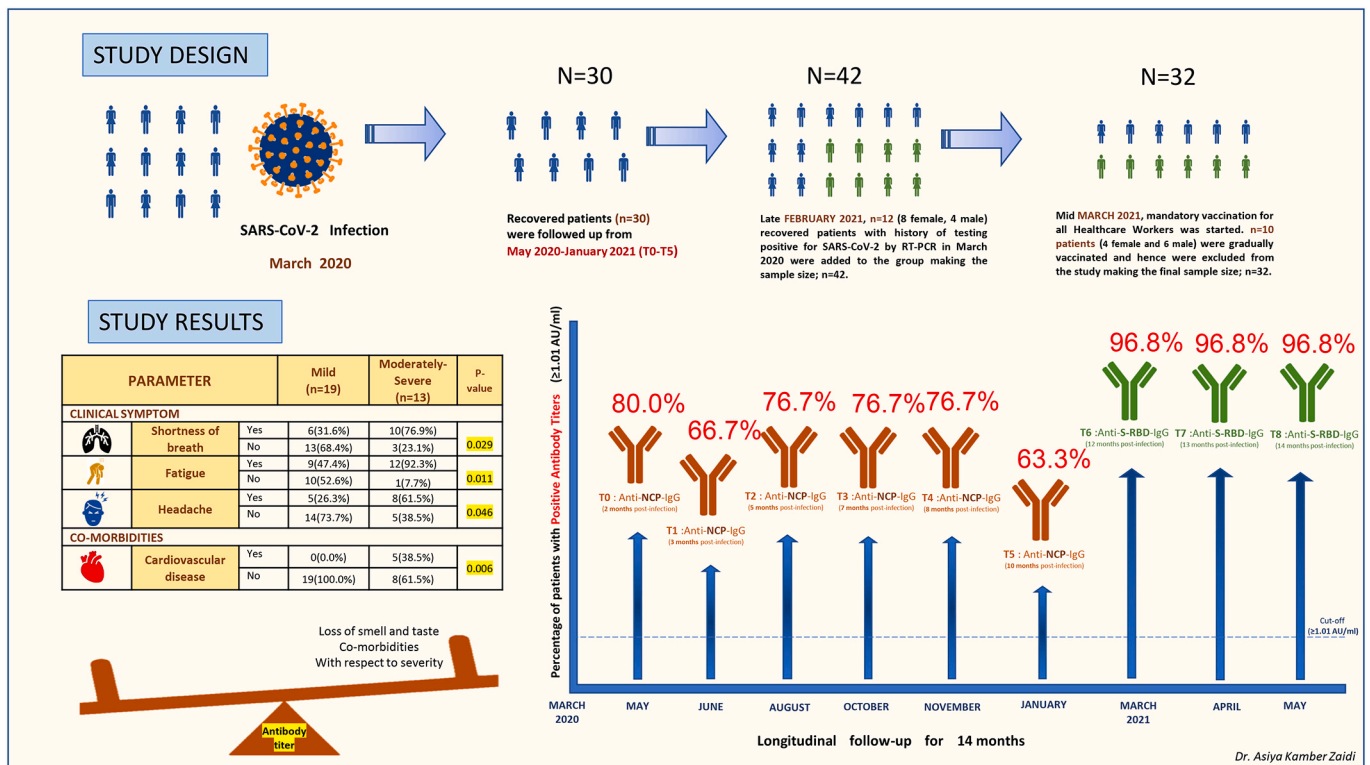 STUDY DESIGN
SARS-CoV-2 Infection
March 2020
N=30
Recovered patients (n=30)
were followed up from
May 2020-January 2021 (T0-T5)
N=42
Late FEBRUARY 2021, n=12 (8 female, 4 male)
recovered patients with history of testing
positive for SARS-CoV-2 by RT-PCR in March
2020 were added to the group making the
sample size; n=42.
N=32
Mid MARCH 2021, mandatory vaccination for
all Healthcare Workers was started. n=10
patients (4 female and 6 male) were gradually
vaccinated and hence were excluded from
the study making the final sample size; n=32.
STUDY RESULTS
PARAMETER
Mild
(n=19)
Moderately-
Severe
(n=13)
P-
value
CLINICAL SYMPTOM
Shortness of
breath
Yes 6(31.6%) 10(76.9%)
No 13(68.4%) 3(23.1%)
0.029
Fatigue
Yes 9(47.4%) 12(92.3%)
No 10(52.6%) 1(7.7%)
0.011
Headache
Yes 5(26.3%) 8(61.5%)
No 14(73.7%) 5(38.5%)
0.046
CO-MORBIDITIES
Cardiovascular
disease
Yes 0(0.0%) 5(38.5%)
No 19(100.0%) 8(61.5%)
0.006
Loss of smell and taste
Co-morbidities
With respect to severity
Antibody
titer
Percentage of patients with Positive Antibody Titers (≥1.01 AU/ml)
80.0%
T0 : Anti-NCP-IgG
(2 months post-infection)
66.7%
T1 :Anti-NCP-IgG
(3 months post-infection)
76.7%
T2 :Anti-NCP-IgG
(5 months post-infection)
76.7%
T3 :Anti-NCP-IgG
(7 months post-infection)
76.7%
T4 :Anti-NCP-IgG
(8 months post-infection)
63.3%
T5 : Anti-NCP-IgG
(10 months post-infection)
96.8%
T6 :Anti-S-RBD-IgG
(12 months post-infection)
96.8%
T7 :Anti-S-RBD-IgG
(13 months post-infection)
96.8%
T8 :Anti-S-RBD-IgG
(14 months post-infection)
Cut-off
(≥1.01 AU/ml)
MARCH
2020
MAY
JUNE
AUGUST
OCTOBER
NOVEMBER
JANUARY
MARCH
2021
APRIL
MAY
Longitudinal follow-up for 14 months
Dr. Asiya Kamber Zaidi